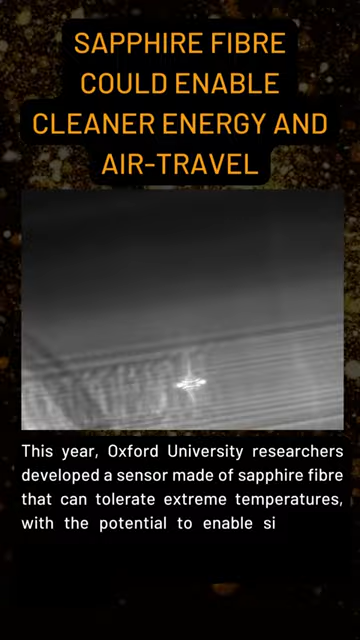 SAPPHIRE FIBRE
COULD ENABLE
CLEANER ENERGY AND
AIR-TRAVEL
This year, Oxford University researchers
developed a sensor made of sapphire fibre
that can tolerate extreme temperatures,
with the potential to enable si